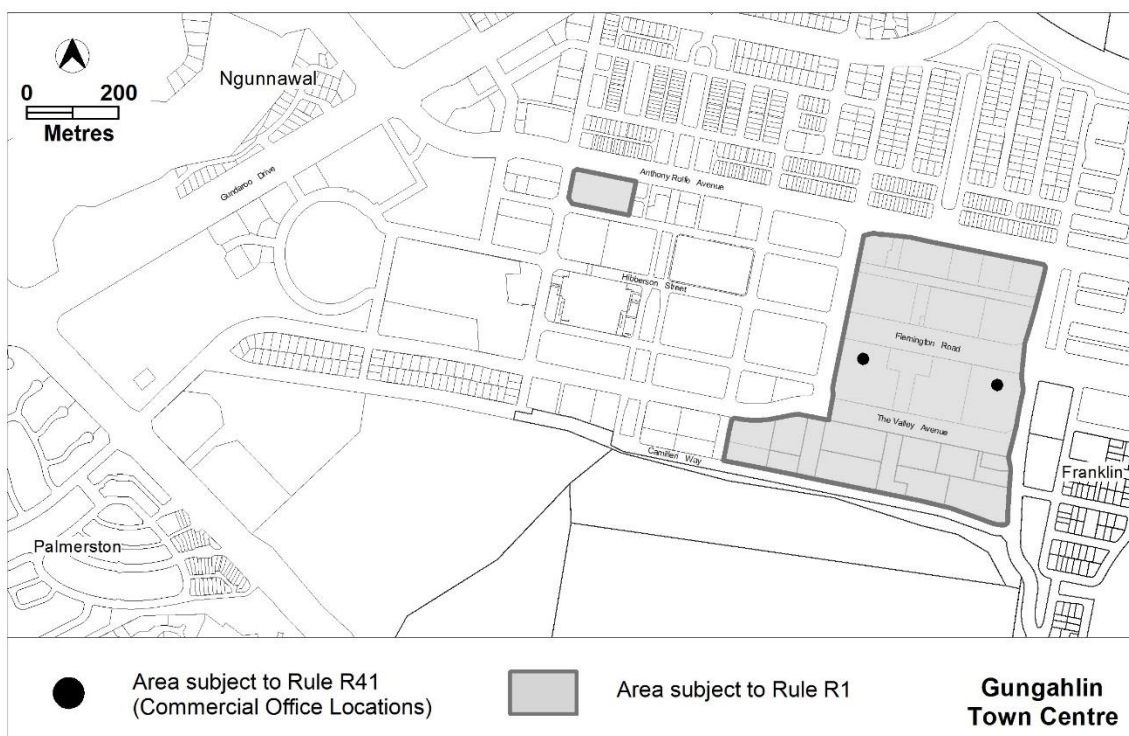 Ngunnawal
0 200
Metres
Gundaroo Drive
Anthony Rolfe Avenue
Hibberson Street
Flemington Road
The Valley Avenue
Camilleri Way
Franklin
Palmerston
Area subject to Rule R41
(Commercial Office Locations)
Area subject to Rule R1
Gungahlin
Town Centre